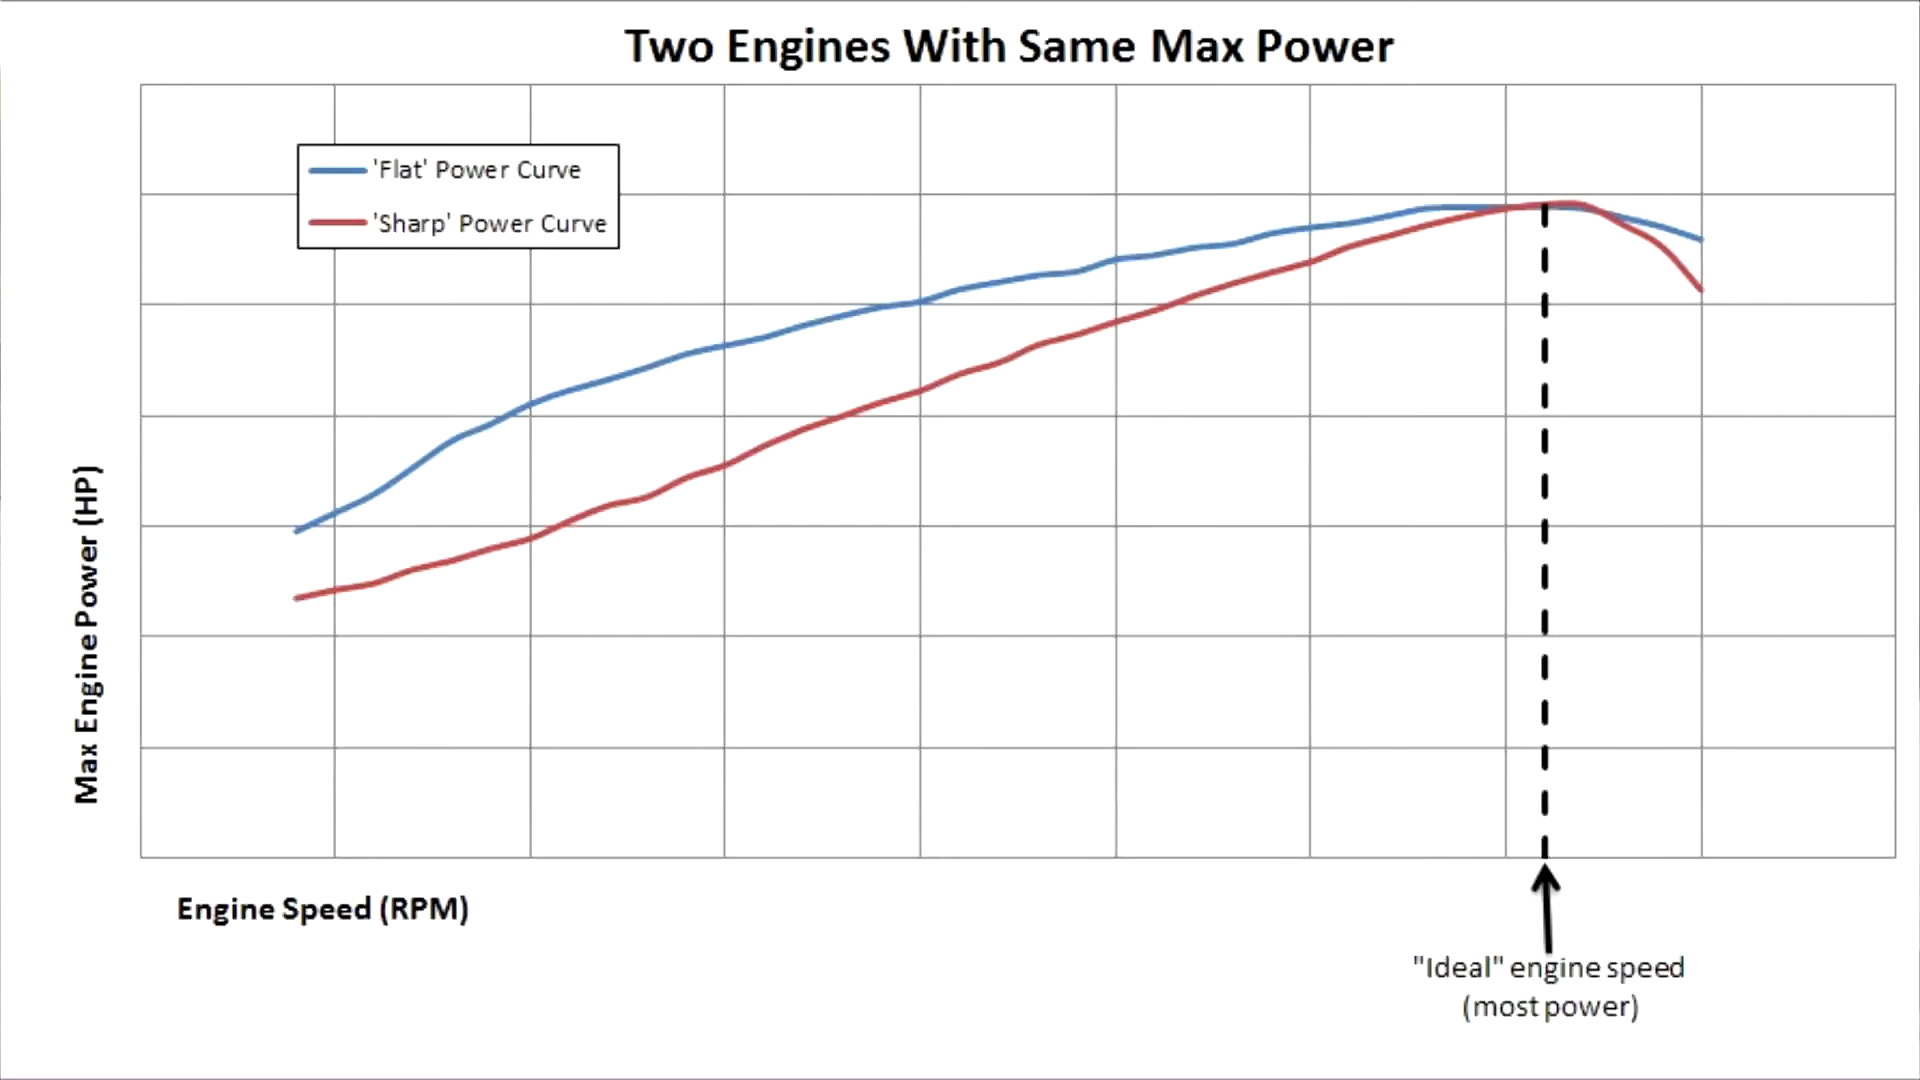 Two Engines With Same Max Power
'Flat' Power Curve
'Sharp' Power Curve
Max Engine Power (HP)
Engine Speed (RPM)
"Ideal" engine speed
(most power)